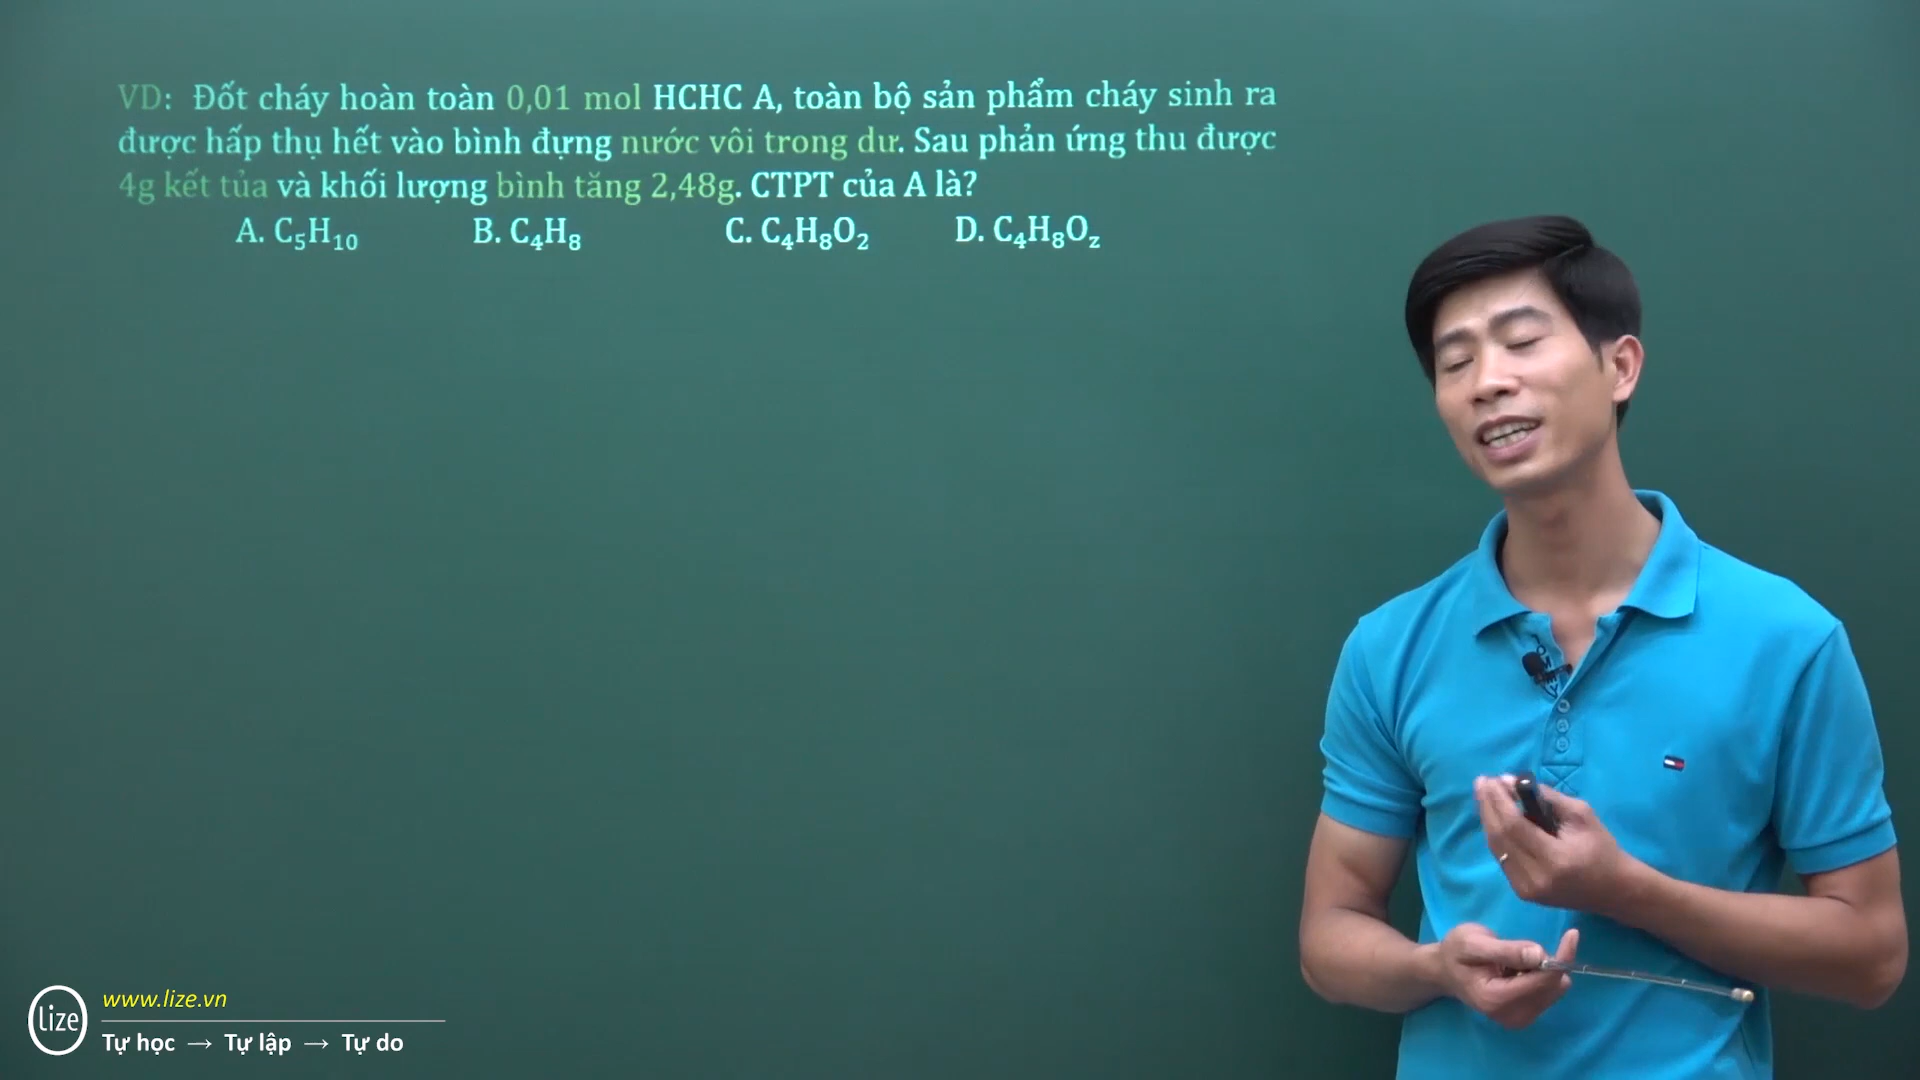 VD: Đốt cháy hoàn toàn 0,01 mol HCHC A, toàn bộ sản phẩm cháy sinh ra
được hấp thụ hết vào bình đựng nước vôi trong dư. Sau phản ứng thu được
4g kết tủa và khối lượng bình tăng 2,48g. CTPT của A là?
A. C₅H₁₀ B. C₄H₈ C. C₄H₈O₂ D. C₄H₈O_z
lize
www.lize.vn
Tự học → Tự lập → Tự do